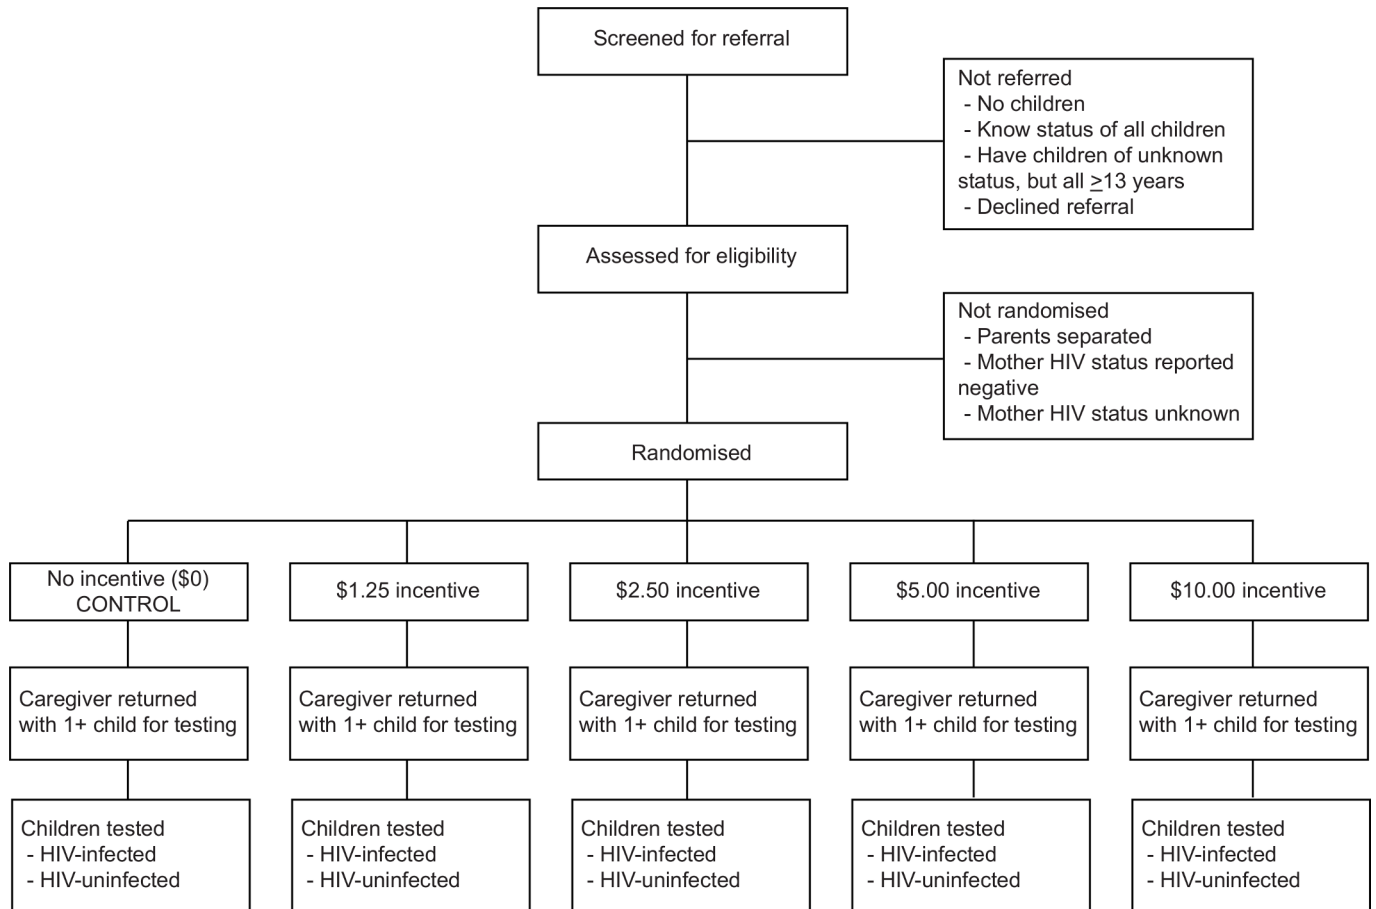 Screened for referral
Not referred
- No children
- Know status of all children
- Have children of unknown
status, but all ≥13 years
- Declined referral
Assessed for eligibility
Not randomised
- Parents separated
- Mother HIV status reported
negative
- Mother HIV status unknown
Randomised
No incentive ($0)
CONTROL
$1.25 incentive
$2.50 incentive
$5.00 incentive
$10.00 incentive
Caregiver returned
with 1+ child for testing
Caregiver returned
with 1+ child for testing
Caregiver returned
with 1+ child for testing
Caregiver returned
with 1+ child for testing
Caregiver returned
with 1+ child for testing
Children tested
- HIV-infected
- HIV-uninfected
Children tested
- HIV-infected
- HIV-uninfected
Children tested
- HIV-infected
- HIV-uninfected
Children tested
- HIV-infected
- HIV-uninfected
Children tested
- HIV-infected
- HIV-uninfected